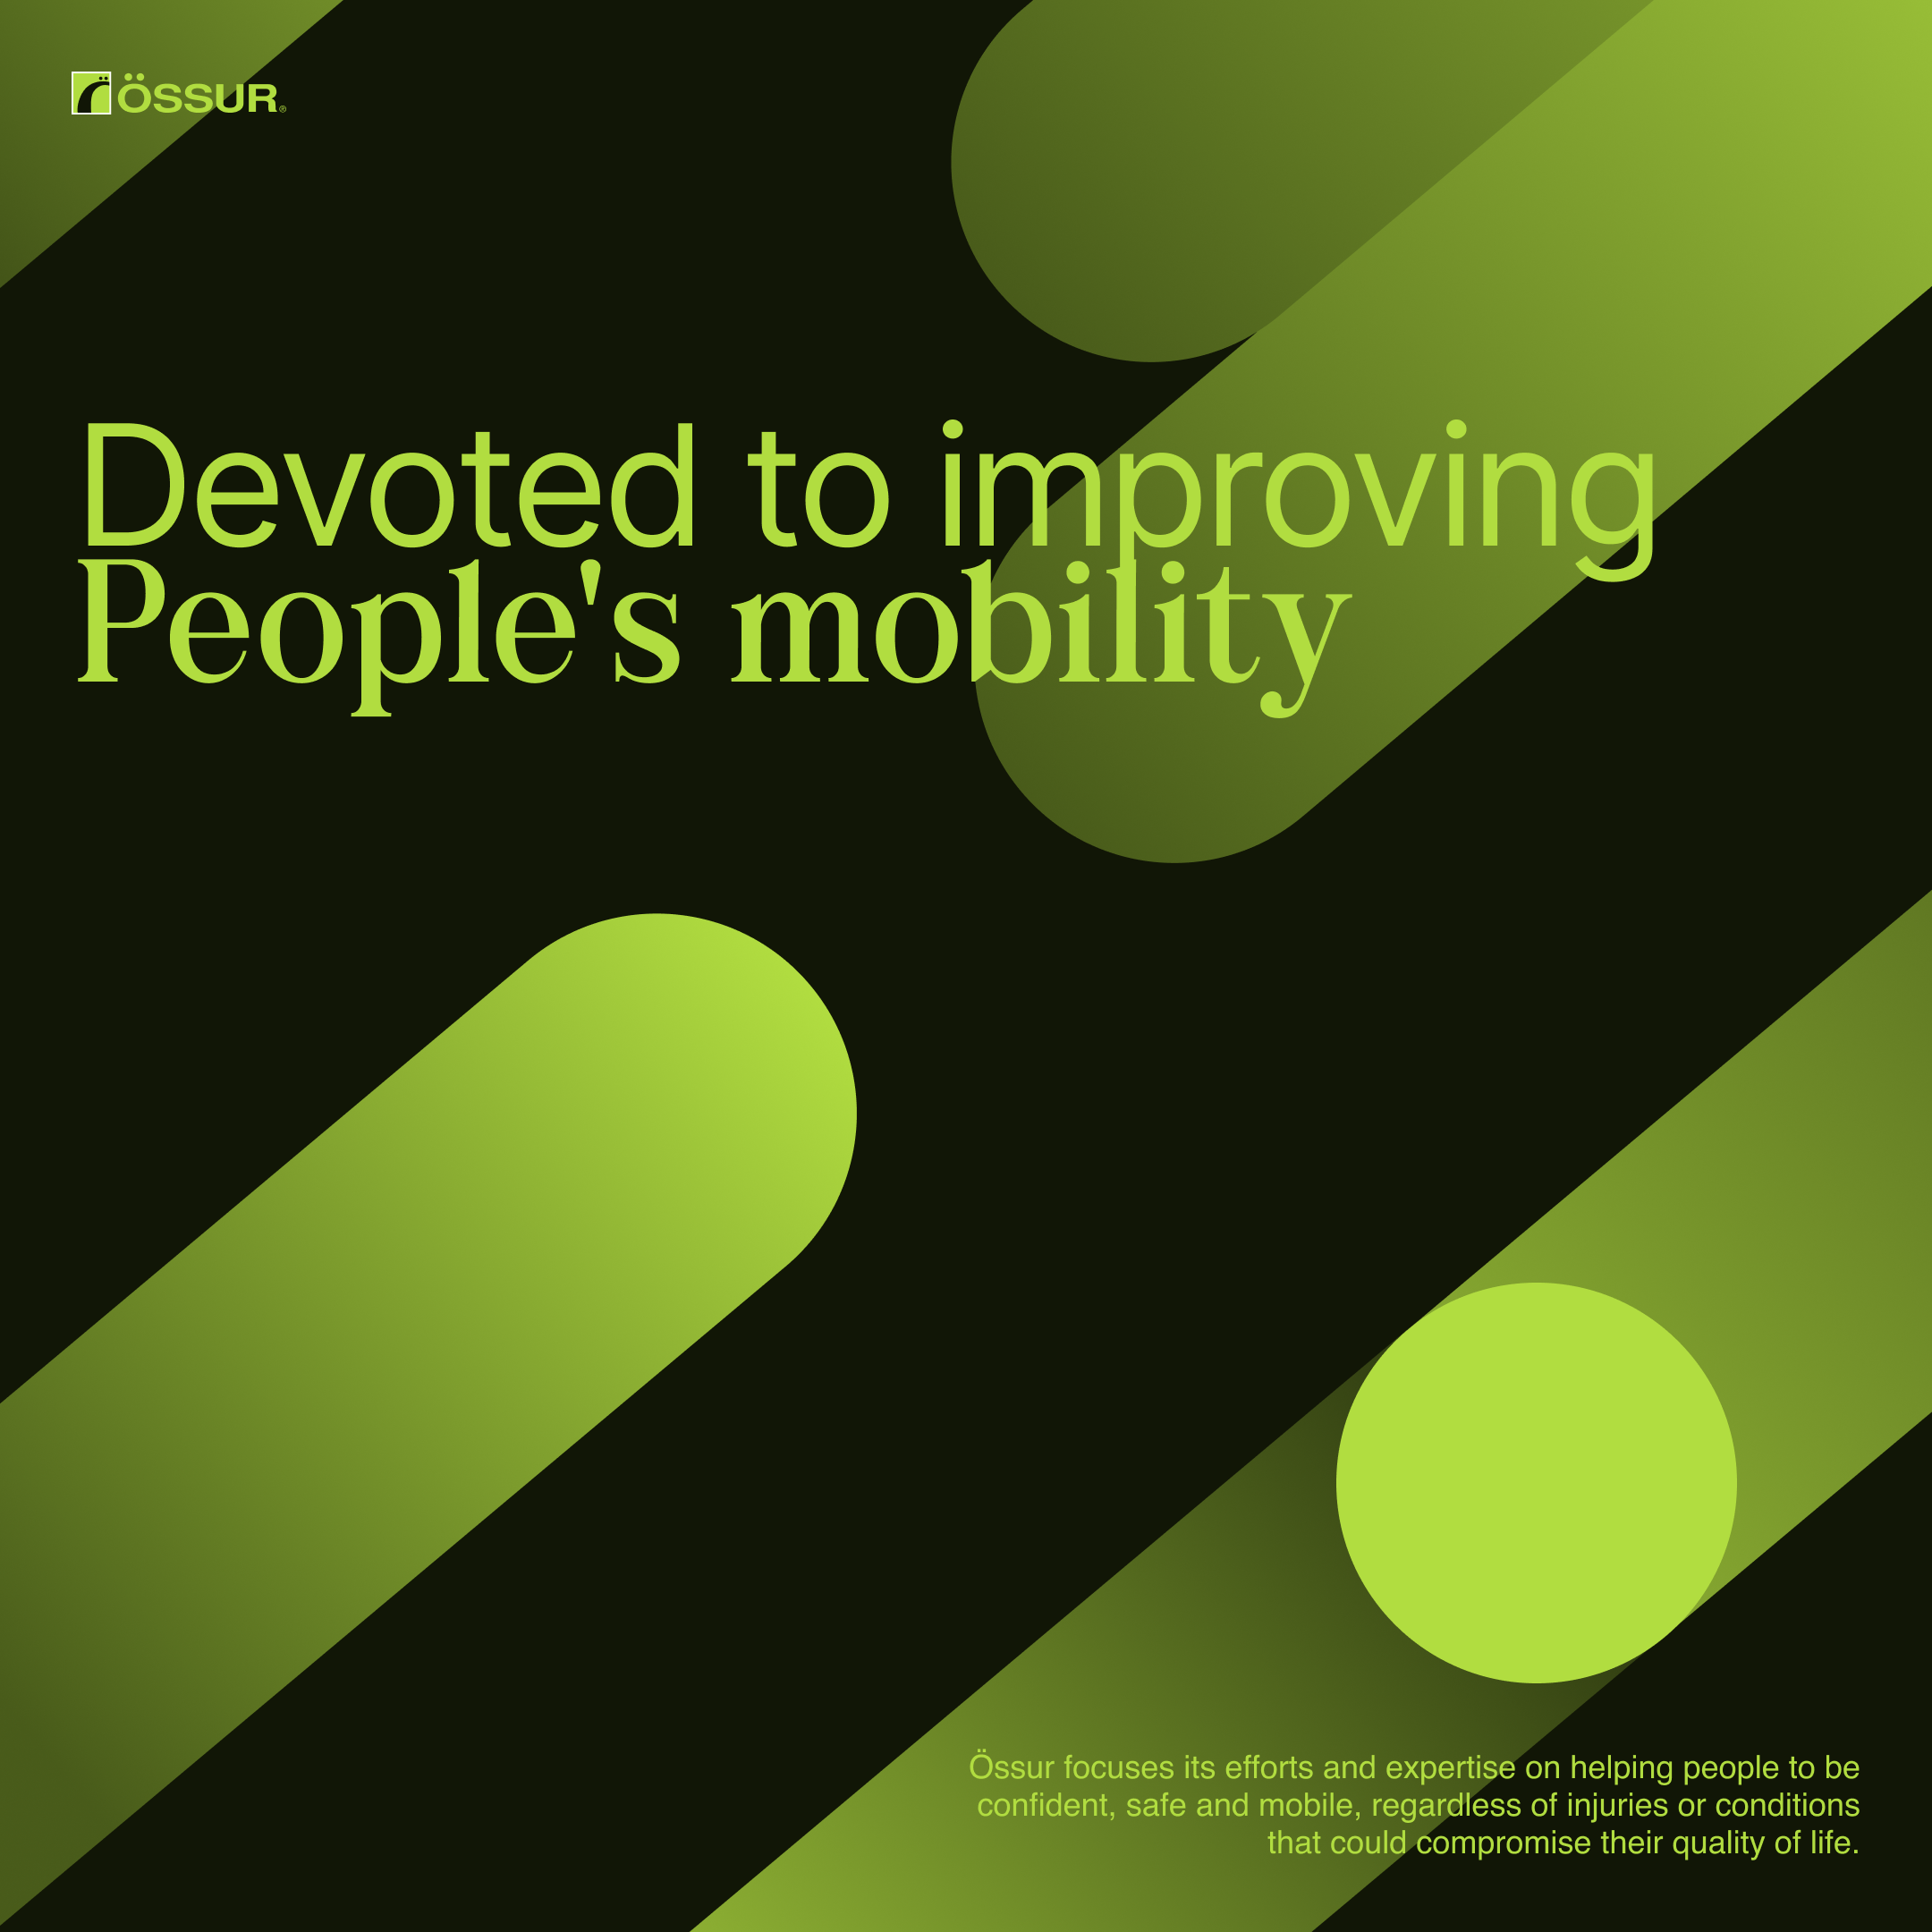 ÖSSUR®
Devoted to improving
People's mobility
Össur focuses its efforts and expertise on helping people to be
confident, safe and mobile, regardless of injuries or conditions
that could compromise their quality of life.